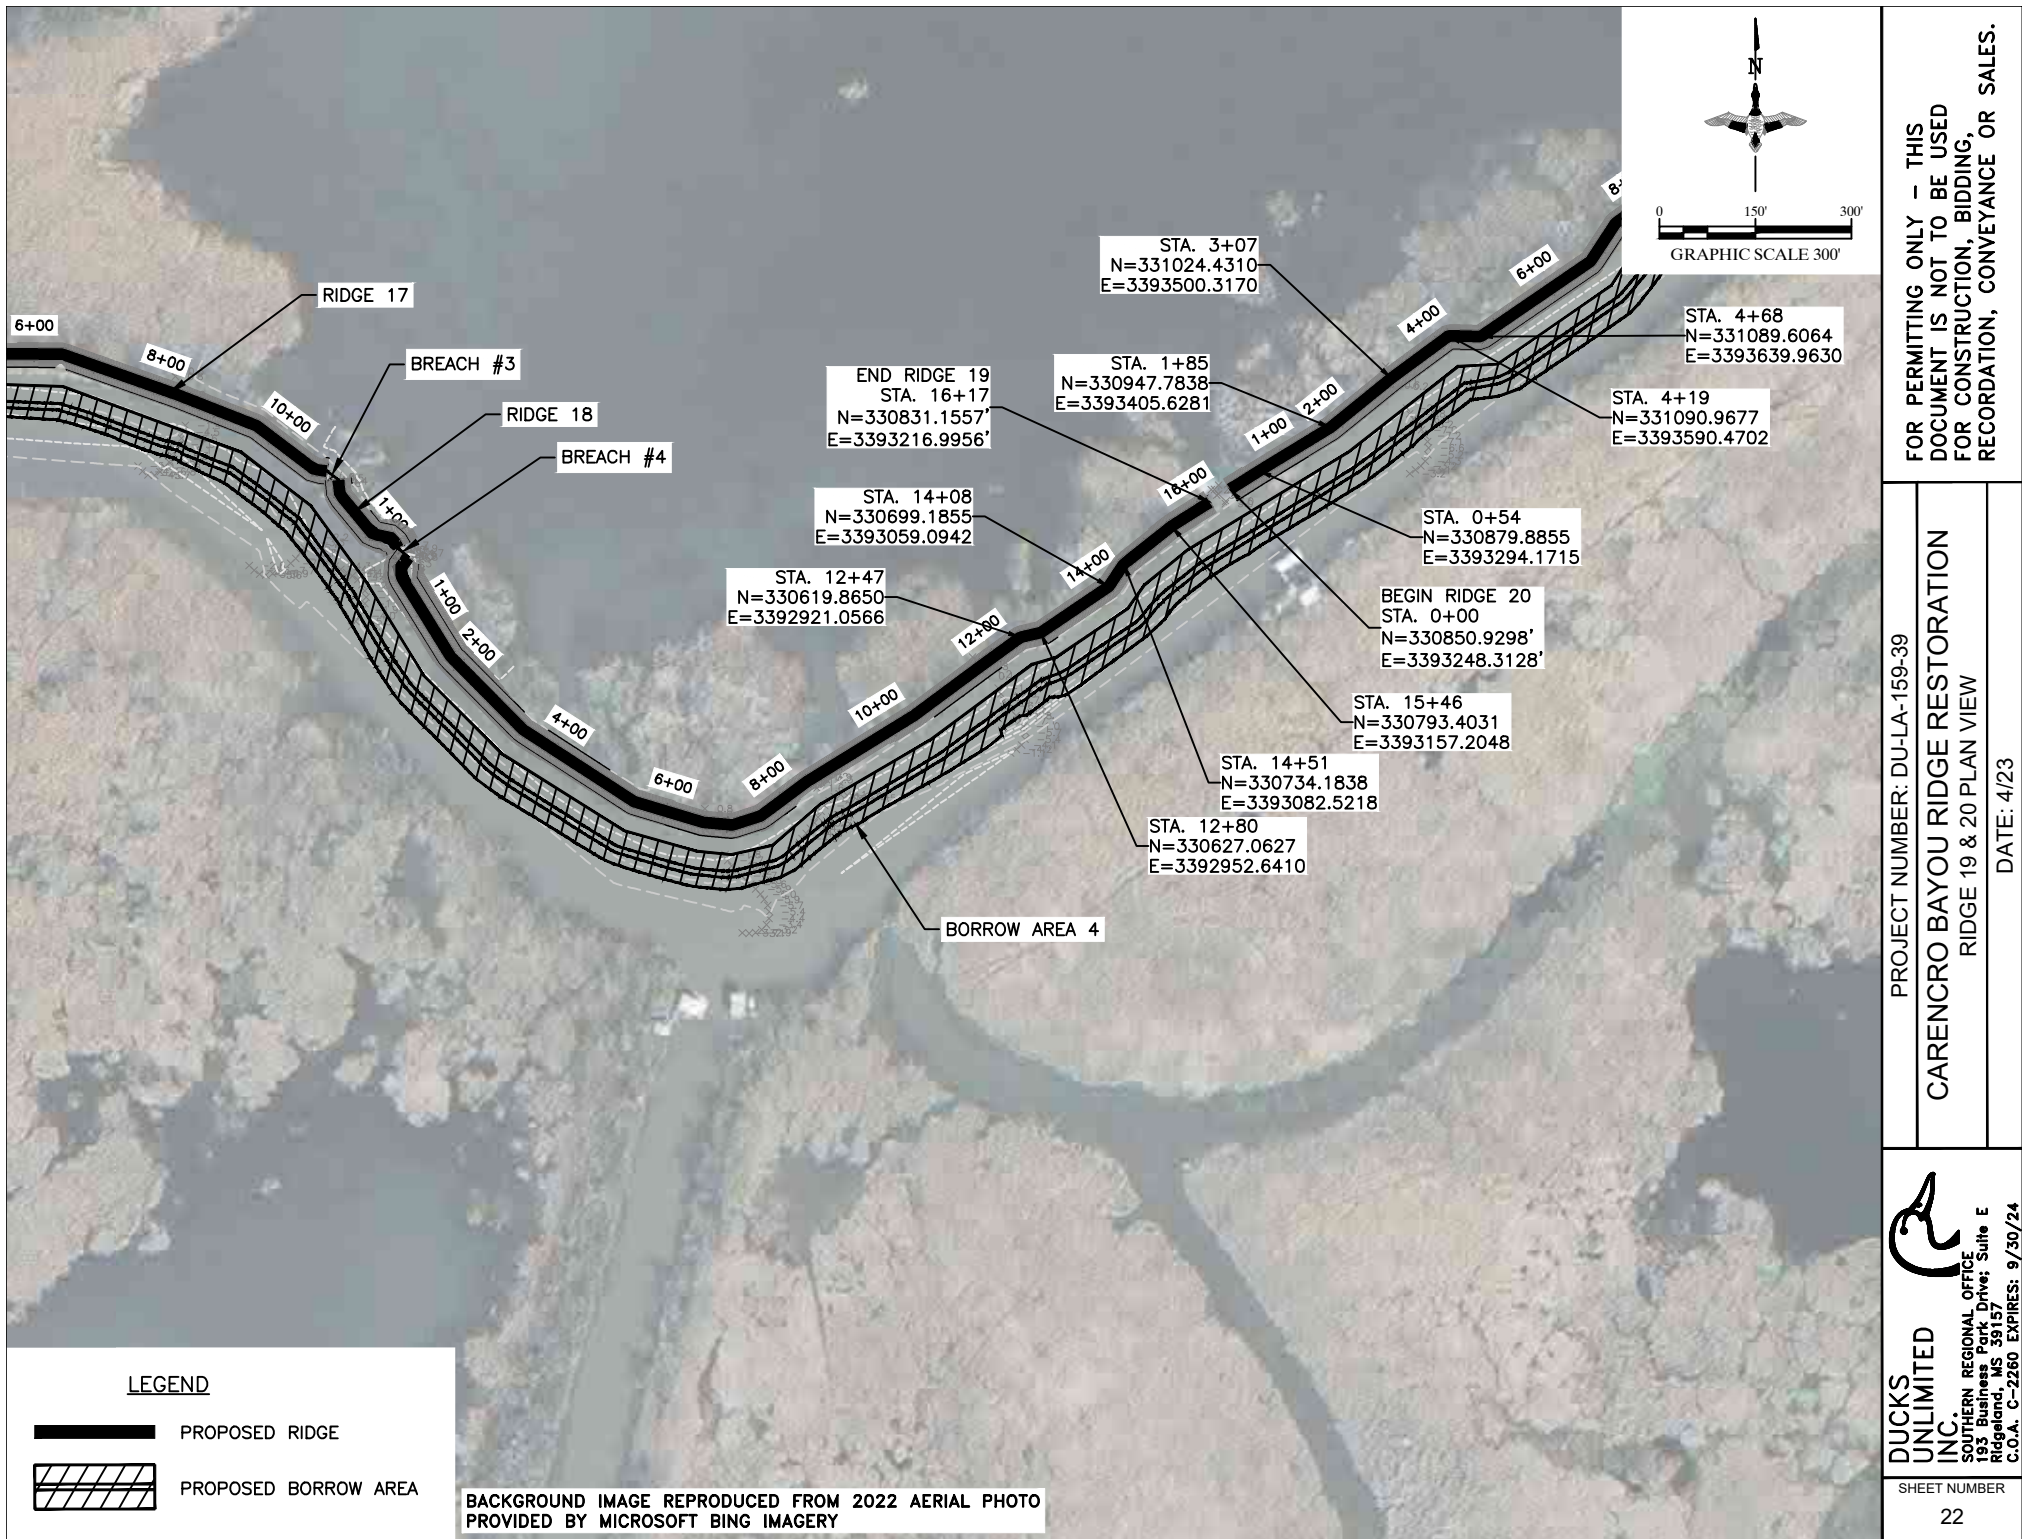 N
0 150' 300'
GRAPHIC SCALE 300'
8+
6+00
4+00
2+00
1+00
16+00
14+00
12+00
10+00
8+00
6+00
4+00
2+00
1+00
1+00
10+00
8+00
6+00
RIDGE 17
BREACH #3
RIDGE 18
BREACH #4
STA. 3+07
N=331024.4310
E=3393500.3170
STA. 1+85
N=330947.7838
E=3393405.6281
END RIDGE 19
STA. 16+17
N=330831.1557'
E=3393216.9956'
STA. 14+08
N=330699.1855
E=3393059.0942
STA. 12+47
N=330619.8650
E=3392921.0566
STA. 4+68
N=331089.6064
E=3393639.9630
STA. 4+19
N=331090.9677
E=3393590.4702
STA. 0+54
N=330879.8855
E=3393294.1715
BEGIN RIDGE 20
STA. 0+00
N=330850.9298'
E=3393248.3128'
STA. 15+46
N=330793.4031
E=3393157.2048
STA. 14+51
N=330734.1838
E=3393082.5218
STA. 12+80
N=330627.0627
E=3392952.6410
BORROW AREA 4
LEGEND
PROPOSED RIDGE
PROPOSED BORROW AREA
BACKGROUND IMAGE REPRODUCED FROM 2022 AERIAL PHOTO
PROVIDED BY MICROSOFT BING IMAGERY
FOR PERMITTING ONLY - THIS
DOCUMENT IS NOT TO BE USED
FOR CONSTRUCTION, BIDDING,
RECORDATION, CONVEYANCE OR SALES.
PROJECT NUMBER: DU-LA-159-39
CARENCRO BAYOU RIDGE RESTORATION
RIDGE 19 & 20 PLAN VIEW
DATE: 4/23
DUCKS
UNLIMITED
INC.
SOUTHERN REGIONAL OFFICE
193 Business Park Drive; Suite E
Ridgeland, MS 39157
C.O.A. C-2260 EXPIRES: 9/30/24
SHEET NUMBER
22